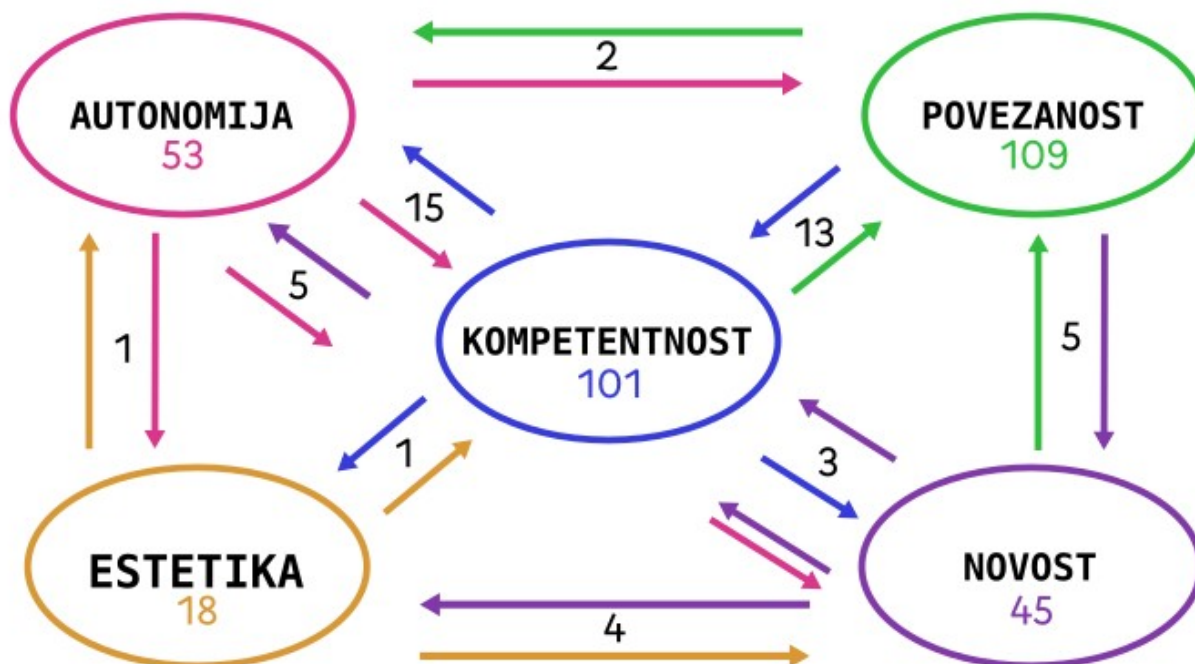 2
AUTONOMIJA
53
POVEZANOST
109
15
13
5
1
5
KOMPETENTNOST
101
1
3
ESTETIKA
18
NOVOST
45
4